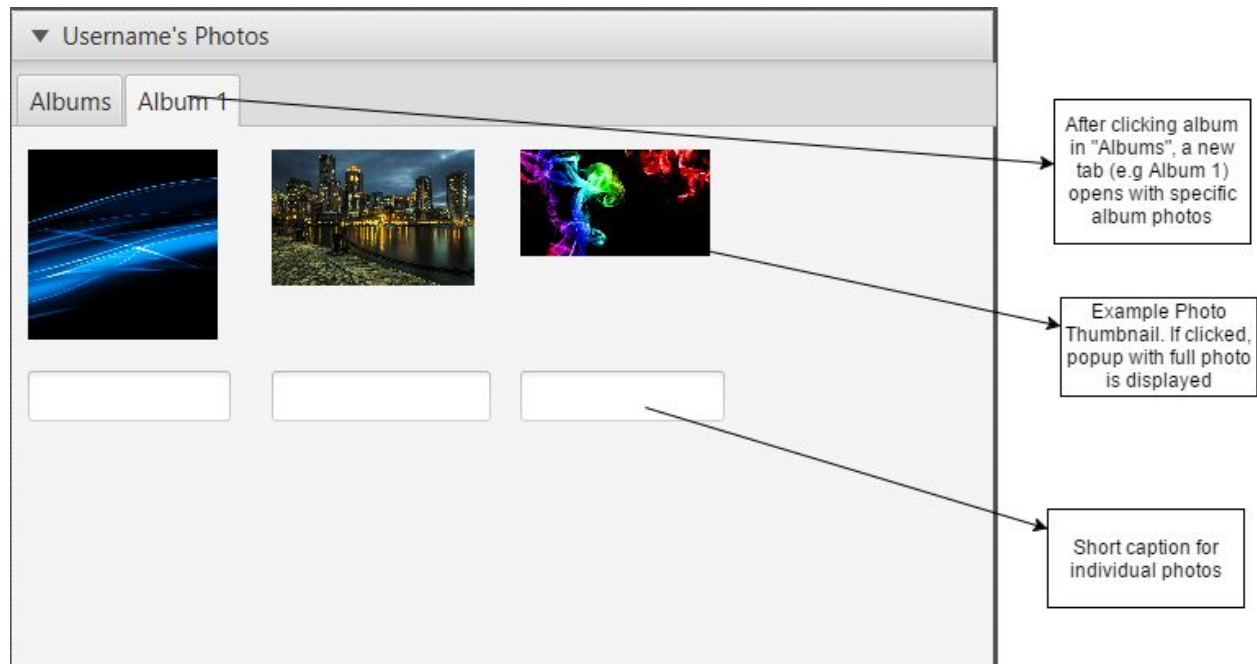 Username's Photos
Albums
Album 1
After clicking album
in "Albums", a new
tab (e.g Album 1)
opens with specific
album photos
Example Photo
Thumbnail. If clicked,
popup with full photo
is displayed
Short caption for
individual photos